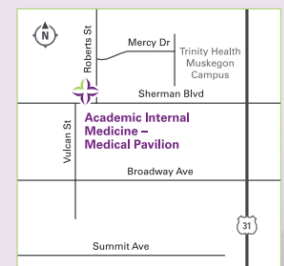 N
Roberts St
Mercy Dr
Trinity Health
Muskegon
Campus
Sherman Blvd
Academic Internal
Medicine –
Medical Pavilion
Vulcan St
Broadway Ave
31
Summit Ave